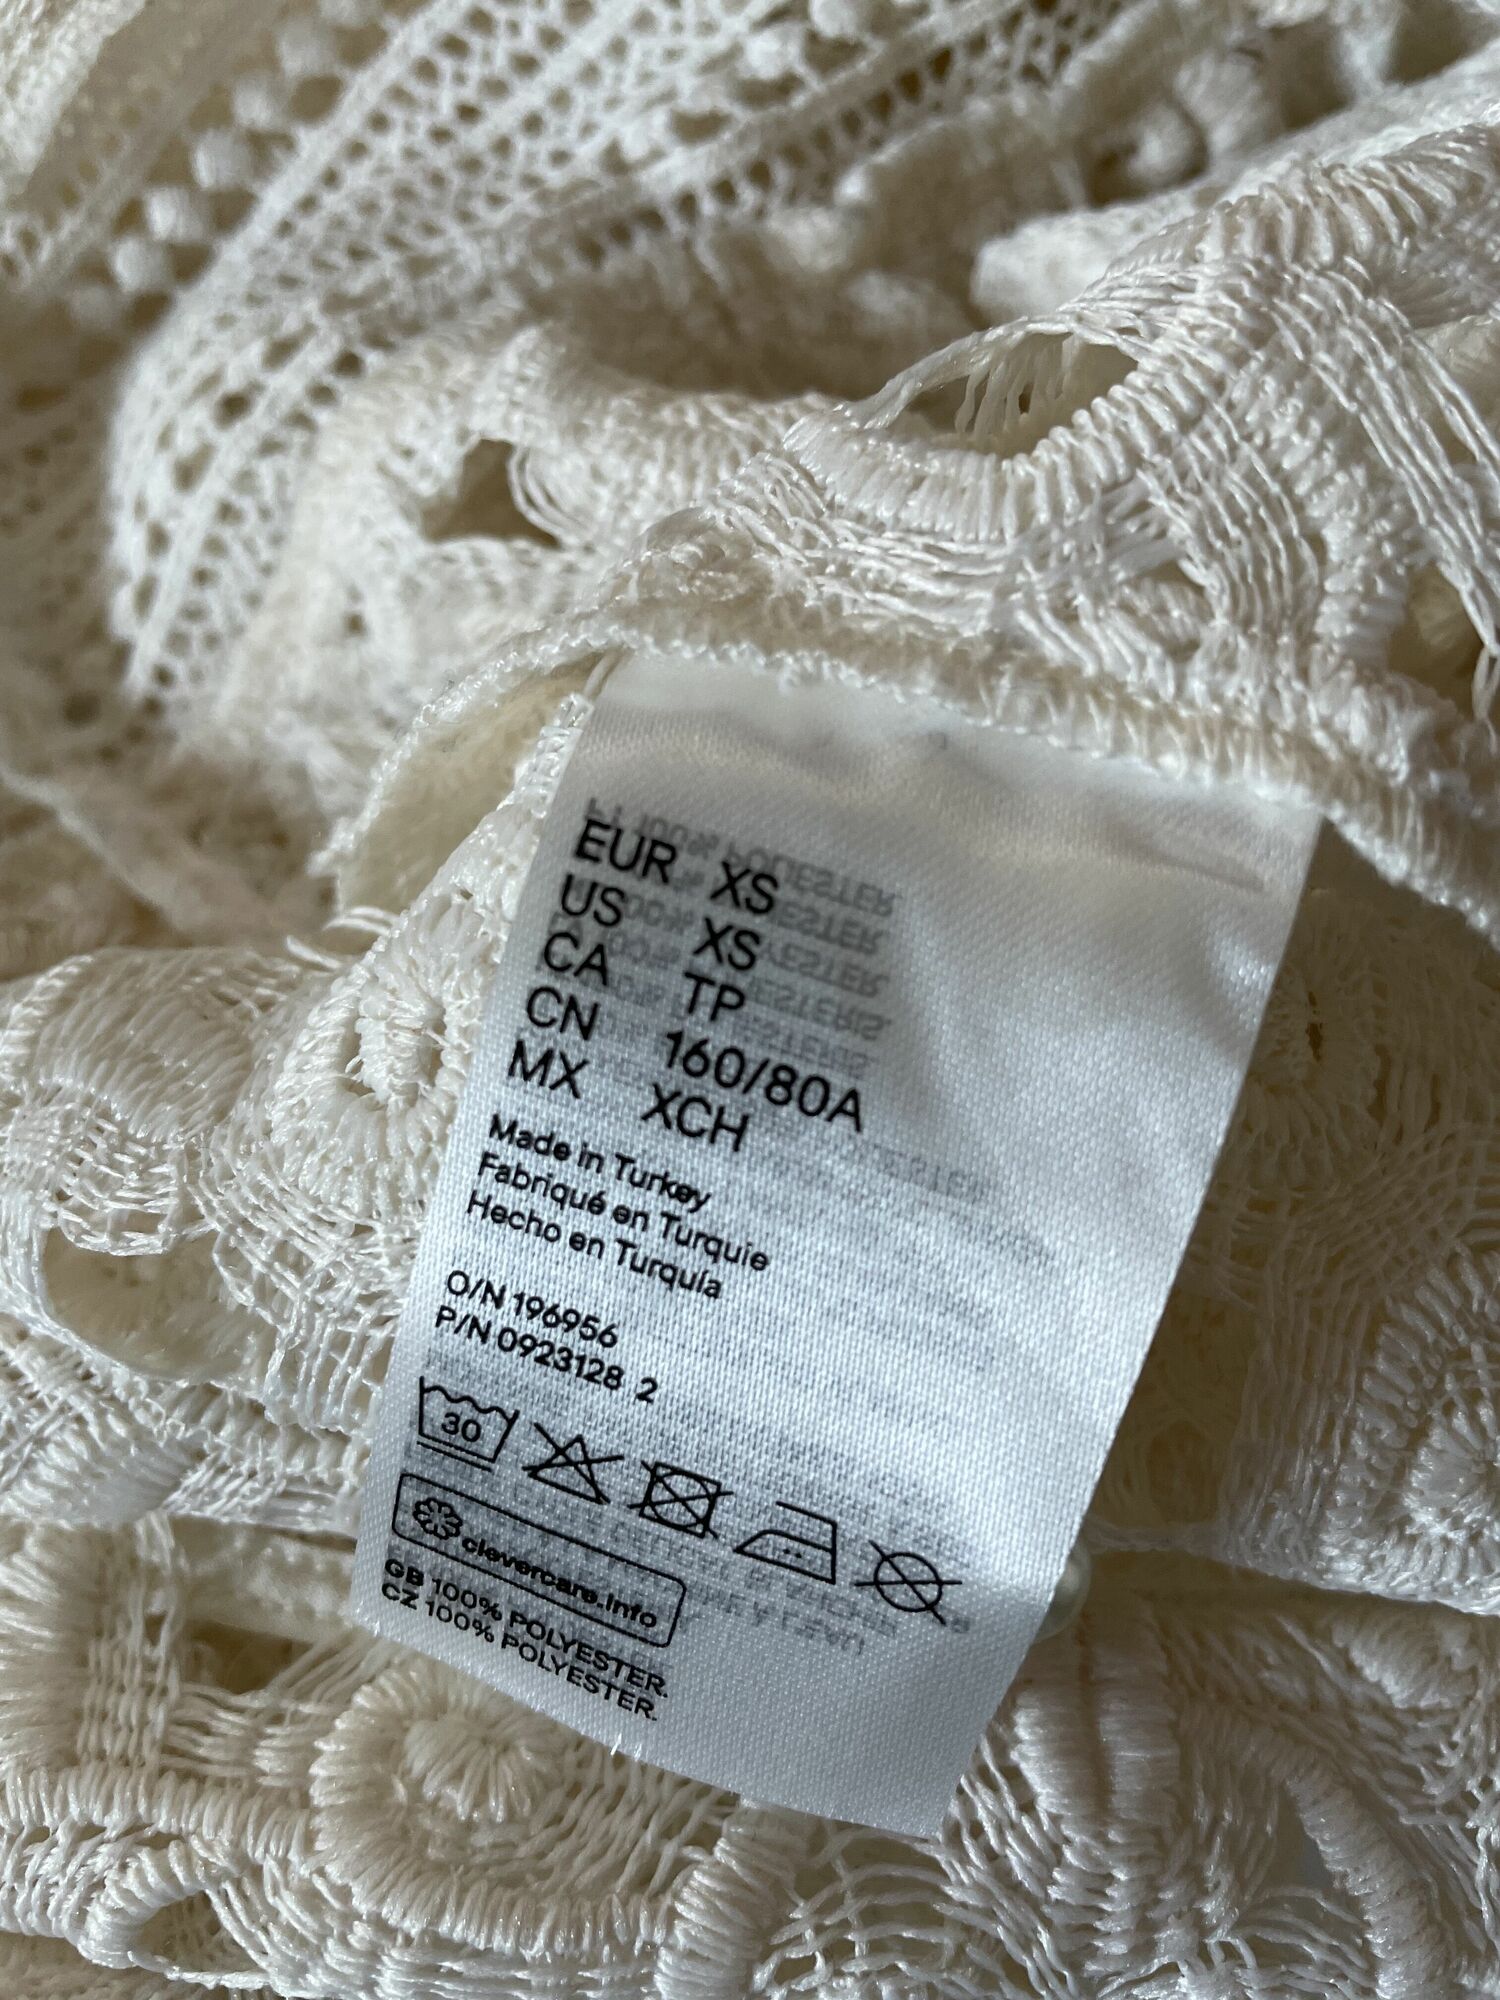 EUR XS
US XS
CA TP
CN 160/80A
MX XCH
Made in Turkey
Fabriqué en Turquie
Hecho en Turquía
O/N 196956
P/N 0923128 2
30
clevercare.info
GB 100% POLYESTER.
CZ 100% POLYESTER.